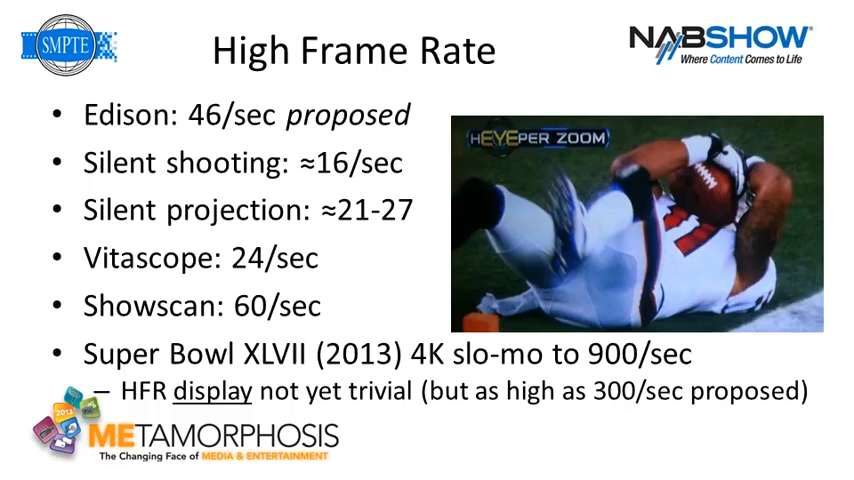 SMPTE
High Frame Rate
NABSHOW®
Where Content Comes to Life
• Edison: 46/sec proposed
• Silent shooting: ≈16/sec
• Silent projection: ≈21-27
• Vitascope: 24/sec
• Showscan: 60/sec
HEYEPER ZOOM
• Super Bowl XLVII (2013) 4K slo-mo to 900/sec
– HFR display not yet trivial (but as high as 300/sec proposed)
2013
METAMORPHOSIS
The Changing Face of MEDIA & ENTERTAINMENT